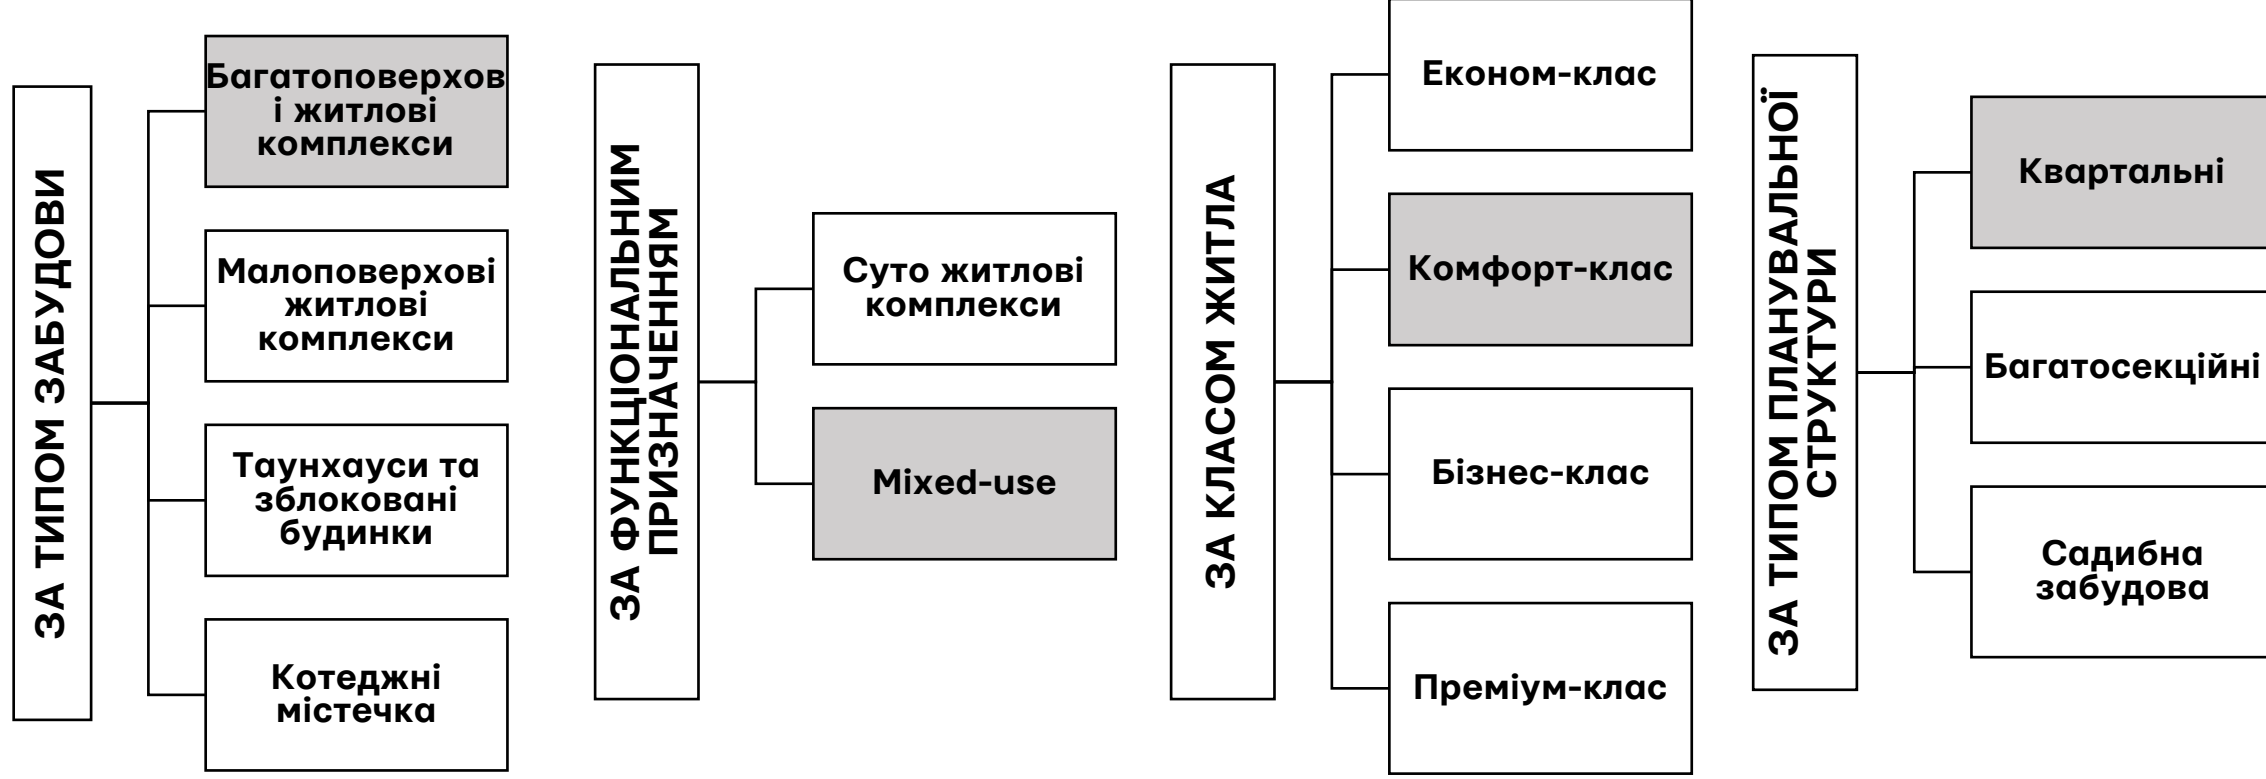 ЗА ТИПОМ ЗАБУДОВИ
Багатоповерхов
і житлові
комплекси
Малоповерхові
житлові
комплекси
Таунхауси та
зблоковані
будинки
Котеджні
містечка
ЗА ФУНКЦІОНАЛЬНИМ
ПРИЗНАЧЕННЯМ
Суто житлові
комплекси
Mixed-use
ЗА КЛАСОМ ЖИТЛА
Економ-клас
Комфорт-клас
Бізнес-клас
Преміум-клас
ЗА ТИПОМ ПЛАНУВАЛЬНОЇ
СТРУКТУРИ
Квартальні
Багатосекційні
Садибна
забудова